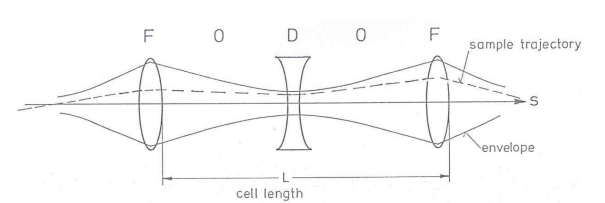 F O D O F
sample trajectory
S
envelope
L
cell length